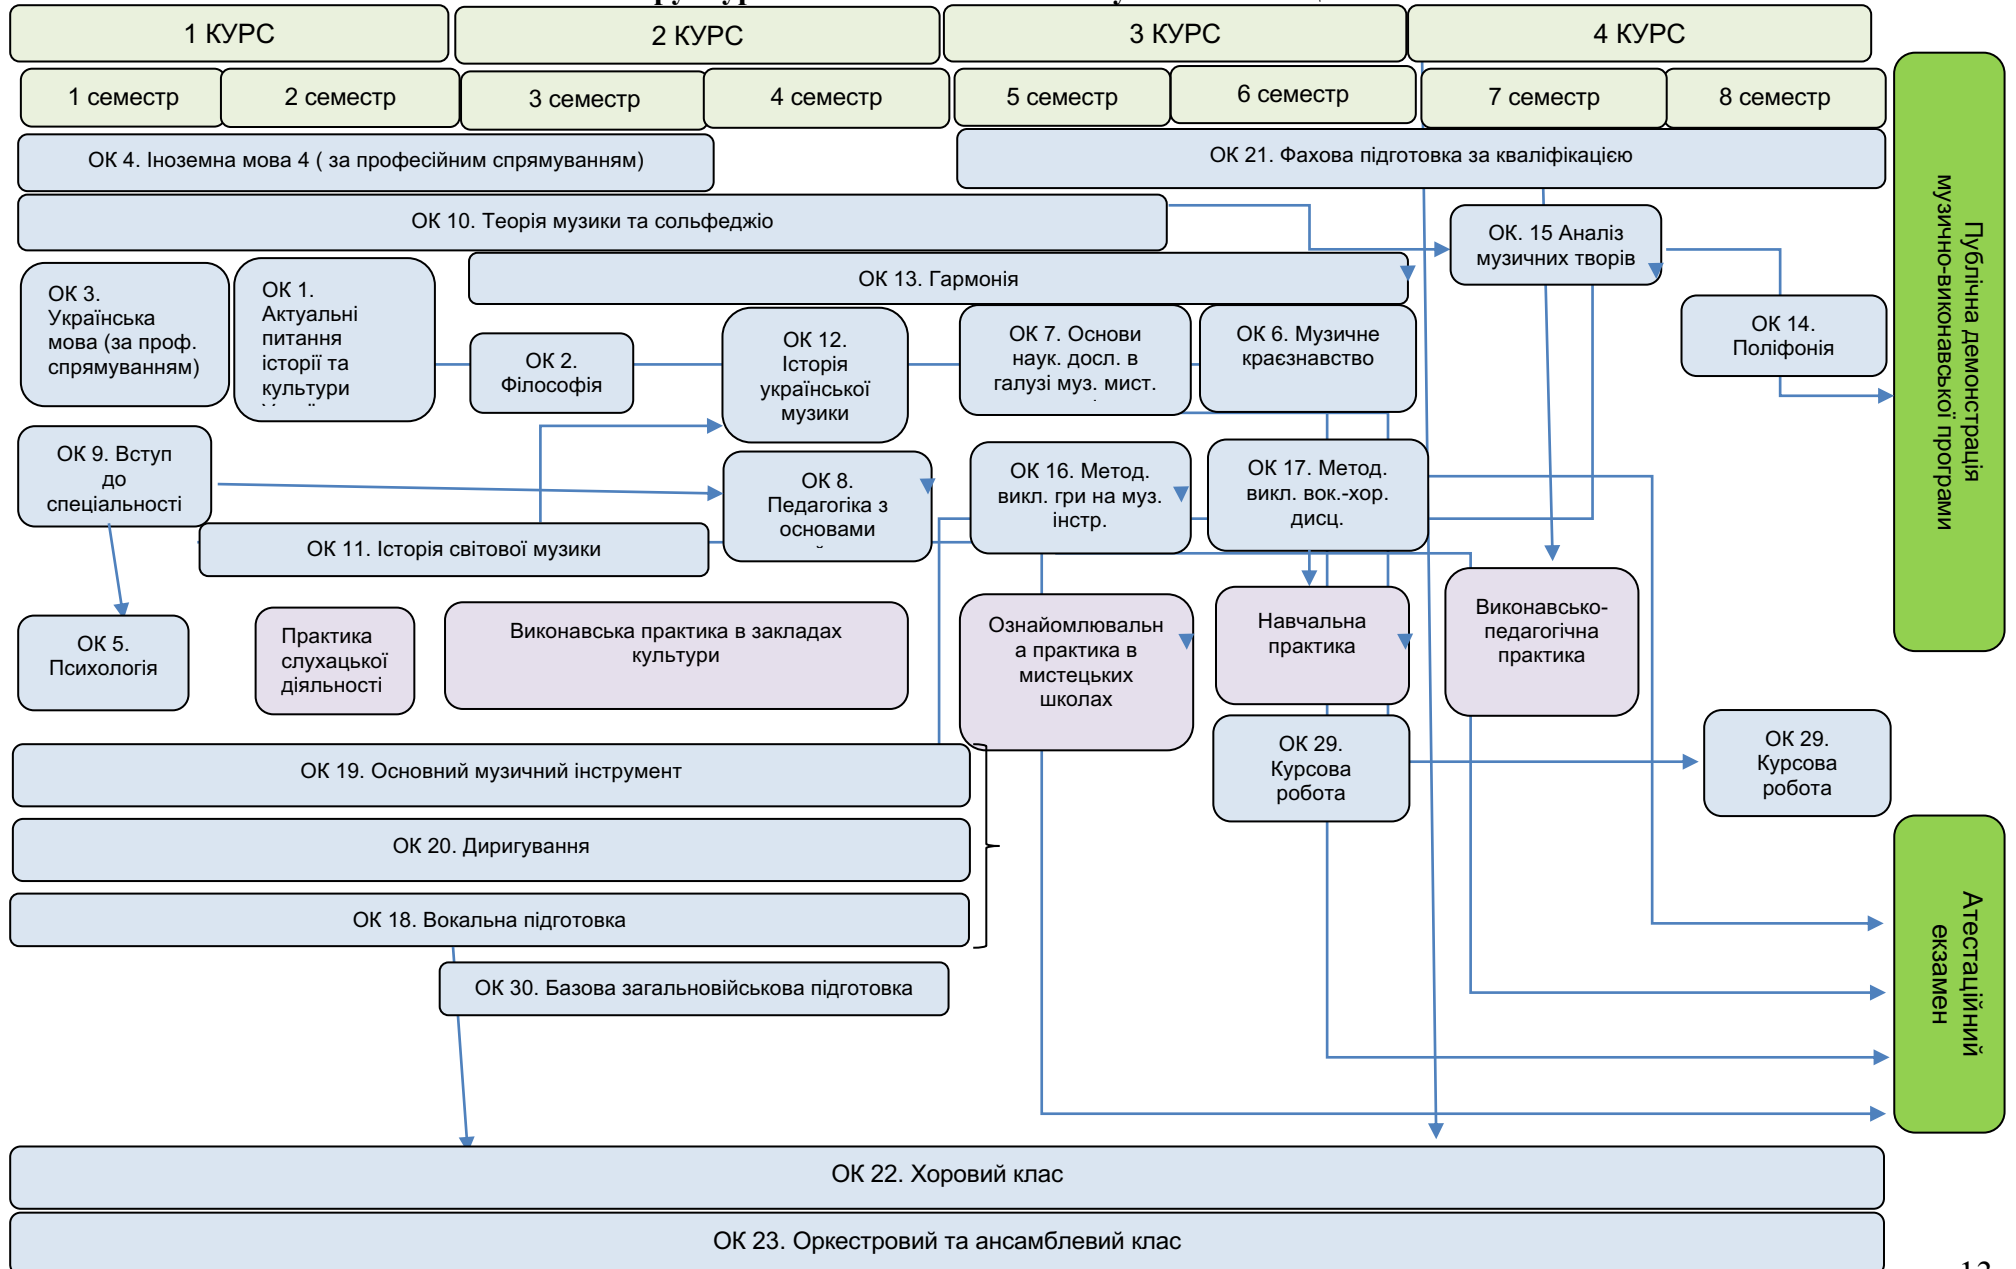 1 КУРС
2 КУРС
3 КУРС
4 КУРС
1 семестр
2 семестр
3 семестр
4 семестр
5 семестр
6 семестр
7 семестр
8 семестр
ОК 4. Іноземна мова 4 ( за професійним спрямуванням)
ОК 21. Фахова підготовка за кваліфікацією
ОК 10. Теорія музики та сольфеджіо
ОК. 15 Аналіз
музичних творів
ОК 13. Гармонія
ОК 3.
Українська
мова (за проф.
спрямуванням)
ОК 1.
Актуальні
питання
історії та
культури
ОК 2.
Філософія
ОК 12.
Історія
української
музики
ОК 7. Основи
наук. досл. в
галузі муз. мист.
ОК 6. Музичне
краєзнавство
ОК 14.
Поліфонія
ОК 9. Вступ
до
спеціальності
ОК 8.
Педагогіка з
основами
ОК 16. Метод.
викл. гри на муз.
інстр.
ОК 17. Метод.
викл. вок.-хор.
дисц.
ОК 11. Історія світової музики
ОК 5.
Психологія
Практика
слухацької
діяльності
Виконавська практика в закладах
культури
Ознайомлювальн
а практика в
мистецьких
школах
Навчальна
практика
Виконавсько-
педагогічна
практика
ОК 29.
Курсова
робота
ОК 29.
Курсова
робота
ОК 19. Основний музичний інструмент
ОК 20. Диригування
ОК 18. Вокальна підготовка
ОК 30. Базова загальновійськова підготовка
ОК 22. Хоровий клас
ОК 23. Оркестровий та ансамблевий клас
Публічна демонстрація
музично-виконавської програми
Атестаційний
екзамен